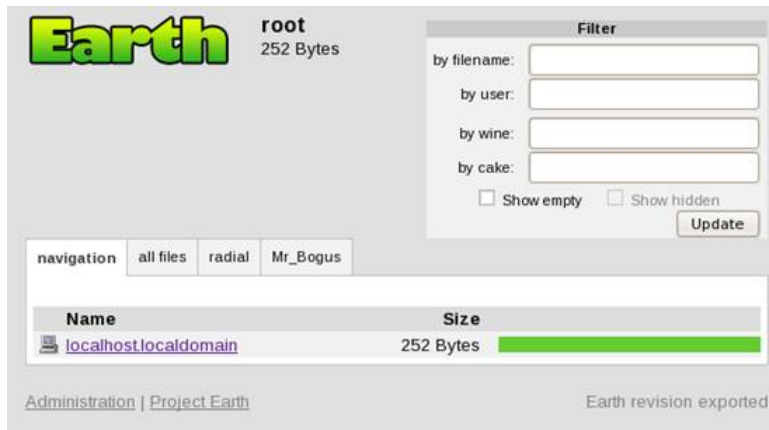 Earth
root
252 Bytes
Filter
by filename:
by user:
by wine:
by cake:
Show empty Show hidden
Update
navigation all files radial Mr_Bogus
Name Size
localhost.localdomain 252 Bytes
Administration | Project Earth Earth revision exported